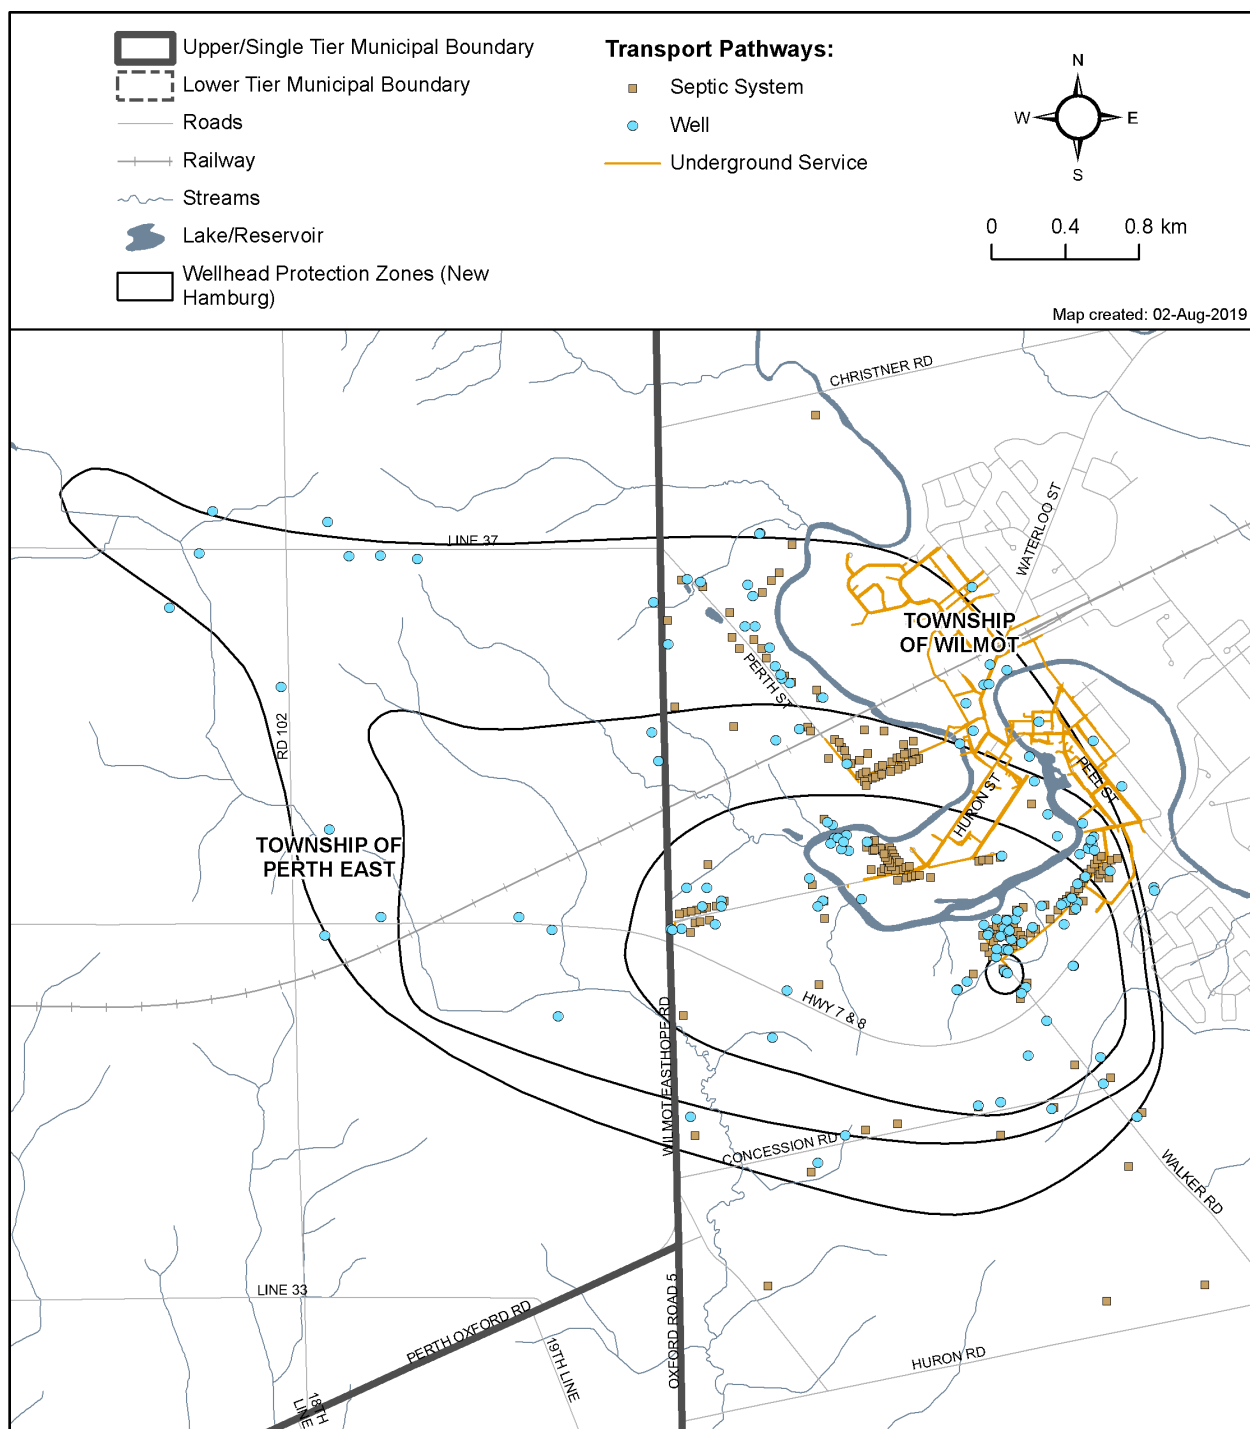 Upper/Single Tier Municipal Boundary
Lower Tier Municipal Boundary
Roads
Railway
Streams
Lake/Reservoir
Wellhead Protection Zones (New
Hamburg)
Transport Pathways:
Septic System
Well
Underground Service
N
W
E
S
0 0.4 0.8 km
Map created: 02-Aug-2019
CHRISTNER RD
WATERLOO ST
LINE 37
TOWNSHIP
OF WILMOT
PERTH ST
RD 102
PEEL ST
HURON ST
TOWNSHIP OF
PERTH EAST
HWY 7 & 8
WILMOT/EASTHOPE RD
CONCESSION RD
WALKER RD
LINE 33
PERTH OXFORD RD
OXFORD ROAD 5
19TH LINE
HURON RD
18TH
LINE